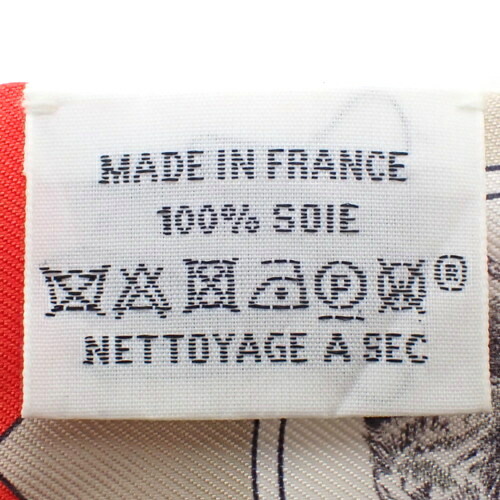 MADE IN FRANCE
100% SOIE
P ®
NETTOYAGE À SEC